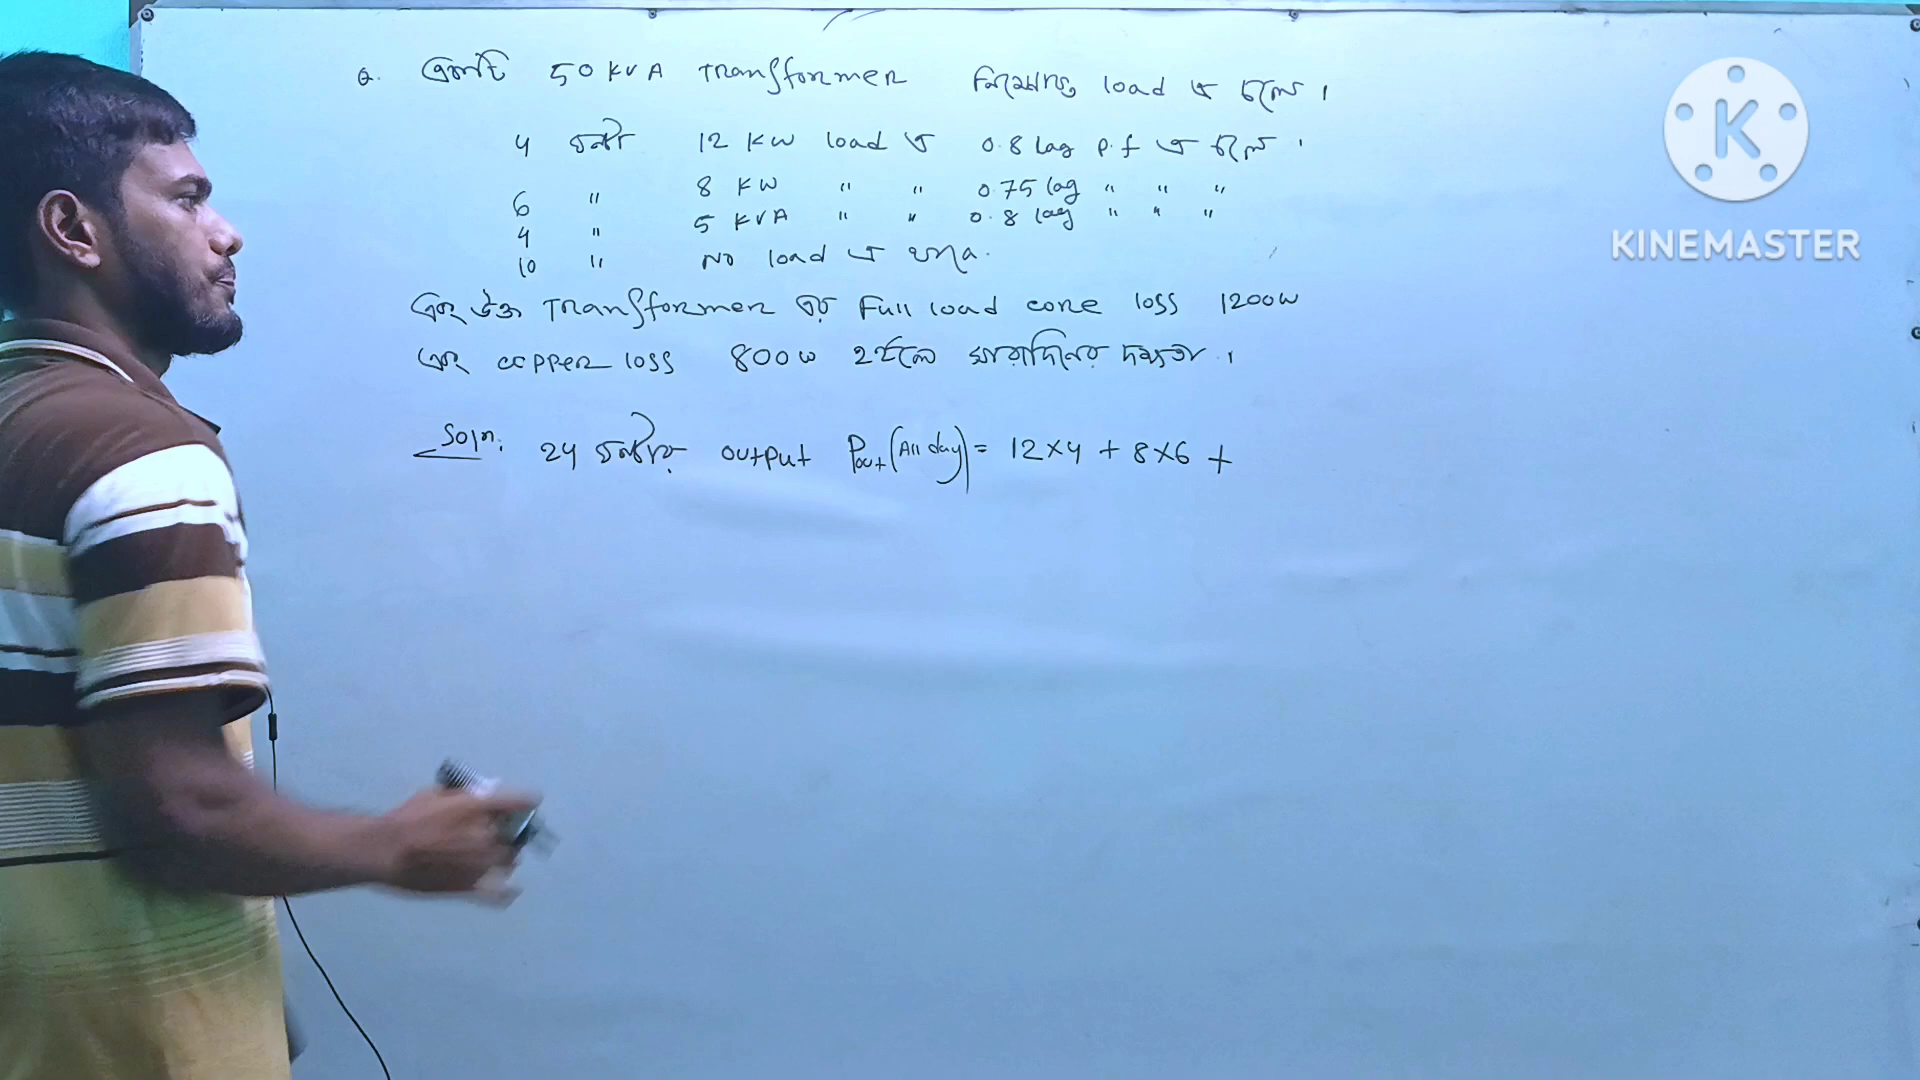 Q. একটি 50 KVA Transformer নিম্নোক্ত load এ চলে।
4 ঘন্টা 12 KW load এ 0.8 lag p.f এ চলে।
6 " 8 KW " " 0.75 lag " " "
4 " 5 KVA " " 0.8 lag " " "
10 " No load এ থাকে.
এবং উক্ত Transformer এর Full load core loss 1200w
এবং copper loss 800w হইলে সারাদিনের দক্ষতা।
Soln: 24 ঘন্টায় output Pout (All day) = 12×4 + 8×6 +
K
KINEMASTER